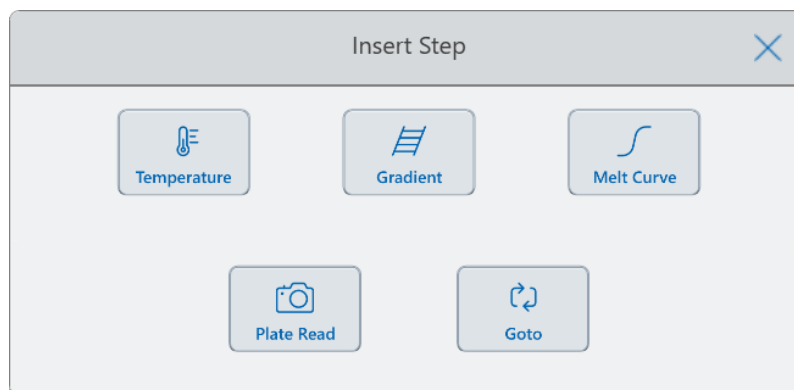 Insert Step
Temperature
Gradient
Melt Curve
Plate Read
Goto